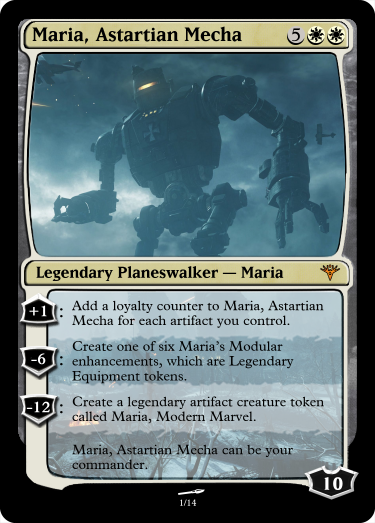 Maria, Astartian Mecha 5
Legendary Planeswalker — Maria
+1: Add a loyalty counter to Maria, Astartian
Mecha for each artifact you control.
-6: Create one of six Maria's Modular
enhancements, which are Legendary
Equipment tokens.
-12: Create a legendary artifact creature token
called Maria, Modern Marvel.
Maria, Astartian Mecha can be your
commander.
10
1/14